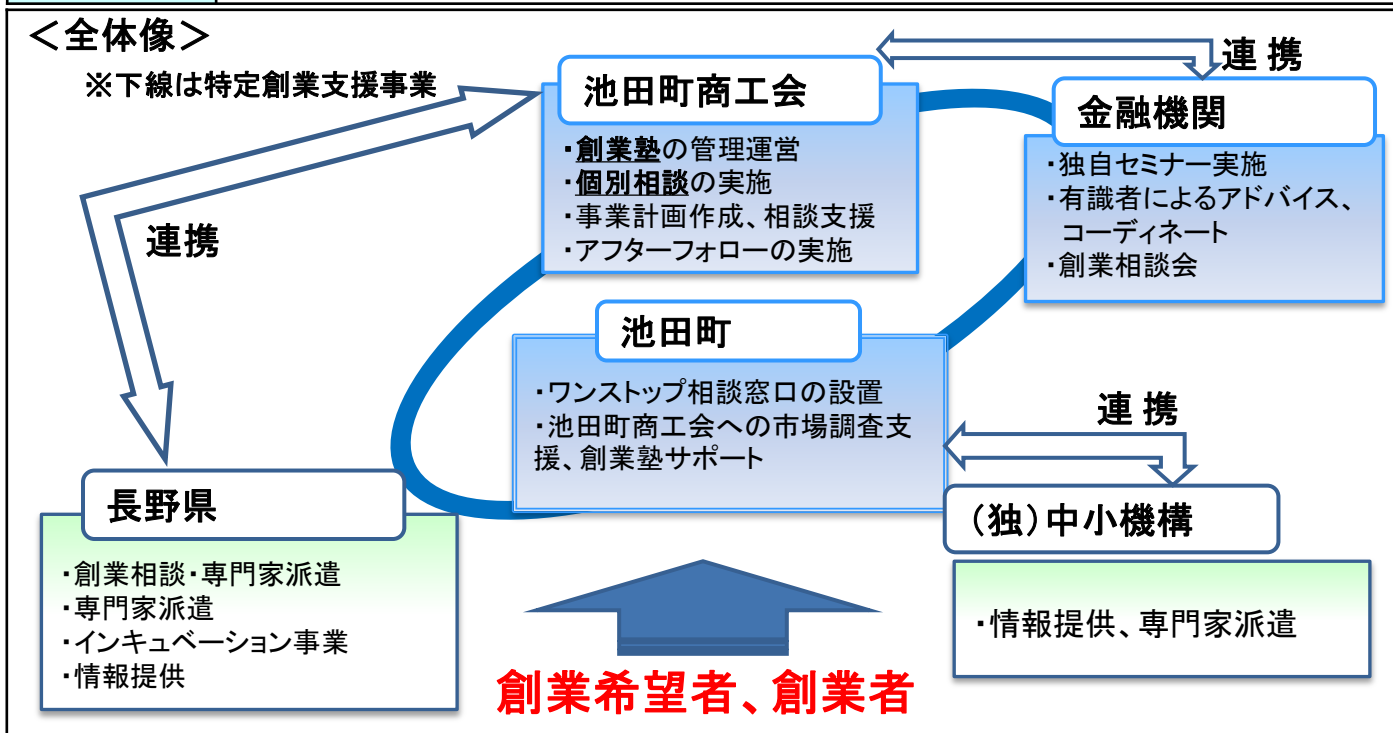 <全体像>
※下線は特定創業支援事業
連携
池田町商工会
・創業塾の管理運営
・個別相談の実施
・事業計画作成、相談支援
・アフターフォローの実施
連 携
金融機関
・独自セミナー実施
・有識者によるアドバイス、
コーディネート
・創業相談会
池田町
・ワンストップ相談窓口の設置
・池田町商工会への市場調査支
援、創業塾サポート
連 携
長野県
・創業相談・専門家派遣
・専門家派遣
・インキュベーション事業
・情報提供
(独)中小機構
・情報提供、専門家派遣
創業希望者、創業者